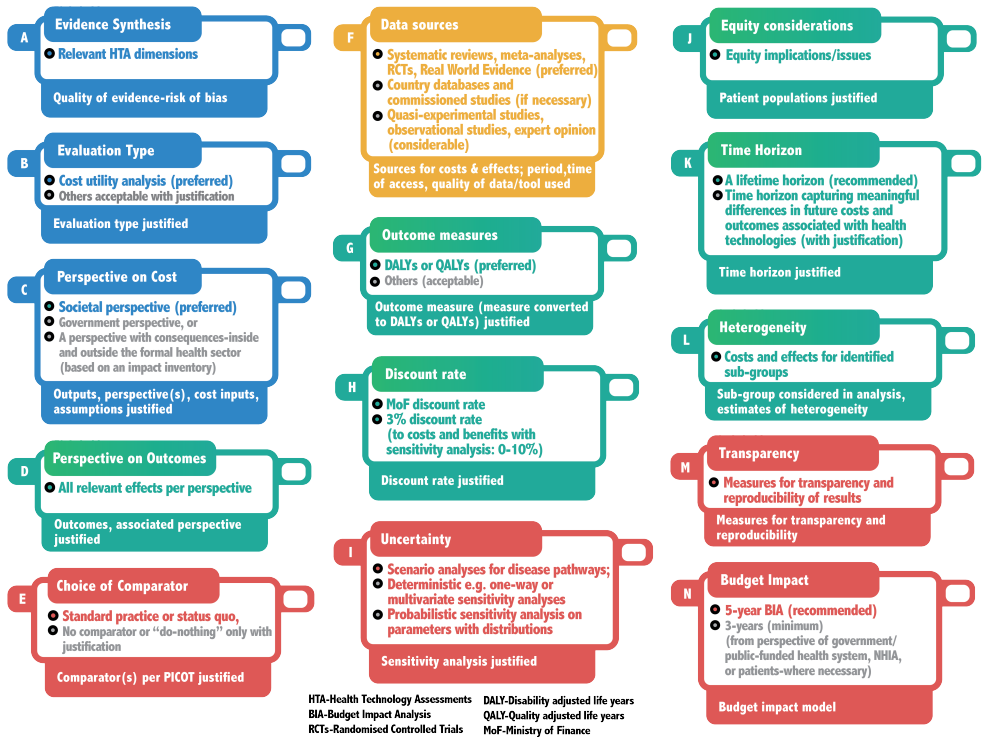 A
Evidence Synthesis
Relevant HTA dimensions
Quality of evidence-risk of bias
B
Evaluation Type
Cost utility analysis (preferred)
Others acceptable with justification
Evaluation type justified
C
Perspective on Cost
Societal perspective (preferred)
Government perspective, or
A perspective with consequences-inside
and outside the formal health sector
(based on an impact inventory)
Outputs, perspective(s), cost inputs,
assumptions justified
D
Perspective on Outcomes
All relevant effects per perspective
Outcomes, associated perspective
justified
E
Choice of Comparator
Standard practice or status quo,
No comparator or “do-nothing” only with
justification
Comparator(s) per PICOT justified
F
Data sources
Systematic reviews, meta-analyses,
RCTs, Real World Evidence (preferred)
Country databases and
commissioned studies (if necessary)
Quasi-experimental studies,
observational studies, expert opinion
(considerable)
Sources for costs & effects; period,time
of access, quality of data/tool used
G
Outcome measures
DALYs or QALYs (preferred)
Others (acceptable)
Outcome measure (measure converted
to DALYs or QALYs) justified
H
Discount rate
MoF discount rate
3% discount rate
(to costs and benefits with
sensitivity analysis: 0-10%)
Discount rate justified
I
Uncertainty
Scenario analyses for disease pathways;
Deterministic e.g. one-way or
multivariate sensitivity analyses
Probabilistic sensitivity analysis on
parameters with distributions
Sensitivity analysis justified
J
Equity considerations
Equity implications/issues
Patient populations justified
K
Time Horizon
A lifetime horizon (recommended)
Time horizon capturing meaningful
differences in future costs and
outcomes associated with health
technologies (with justification)
Time horizon justified
L
Heterogeneity
Costs and effects for identified
sub-groups
Sub-group considered in analysis,
estimates of heterogeneity
M
Transparency
Measures for transparency and
reproducibility of results
Measures for transparency and
reproducibility
N
Budget Impact
5-year BIA (recommended)
3-years (minimum)
(from perspective of government/
public-funded health system, NHIA,
or patients-where necessary)
Budget impact model
HTA-Health Technology Assessments
BIA-Budget Impact Analysis
RCTs-Randomised Controlled Trials
DALY-Disability adjusted life years
QALY-Quality adjusted life years
MoF-Ministry of Finance